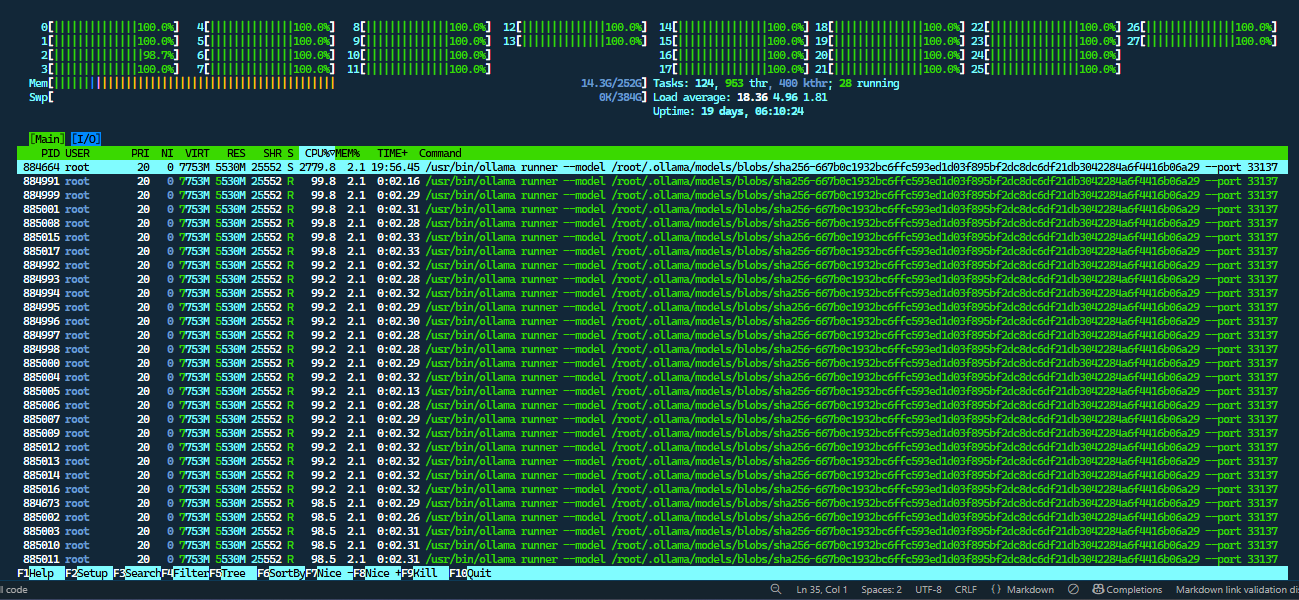 0[||||||||||||||100.0%] 4[||||||||||||||100.0%] 8[||||||||||||||100.0%] 12[||||||||||||||100.0%] 14[||||||||||||||100.0%] 18[||||||||||||||100.0%] 22[||||||||||||||100.0%] 26[||||||||||||||100.0%]
1[||||||||||||||100.0%] 5[||||||||||||||100.0%] 9[||||||||||||||100.0%] 13[||||||||||||||100.0%] 15[||||||||||||||100.0%] 19[||||||||||||||100.0%] 23[||||||||||||||100.0%] 27[||||||||||||||100.0%]
2[||||||||||||||98.7%] 6[||||||||||||||100.0%] 10[||||||||||||||100.0%] 16[||||||||||||||100.0%] 20[||||||||||||||100.0%] 24[||||||||||||||100.0%]
3[||||||||||||||100.0%] 7[||||||||||||||100.0%] 11[||||||||||||||100.0%] 17[||||||||||||||100.0%] 21[||||||||||||||100.0%] 25[||||||||||||||100.0%]
Mem[||||||||||||||||||||||||||||||||||||||||||||||| 14.3G/252G] Tasks: 124, 953 thr, 400 kthr; 28 running
Swp[ 0K/384G] Load average: 18.36 4.96 1.81
Uptime: 19 days, 06:10:24
[Main] [I/O]
PID USER PRI NI VIRT RES SHR S CPU%▽MEM% TIME+ Command
884664 root 20 0 7753M 5530M 25552 S 2779.8 2.1 19:56.45 /usr/bin/ollama runner --model /root/.ollama/models/blobs/sha256-667b0c1932bc6ffc593ed1d03f895bf2dc8dc6df21db3042284a6f4416b06a29 --port 33137
884991 root 20 0 7753M 5530M 25552 R 99.8 2.1 0:02.16 /usr/bin/ollama runner --model /root/.ollama/models/blobs/sha256-667b0c1932bc6ffc593ed1d03f895bf2dc8dc6df21db3042284a6f4416b06a29 --port 33137
884999 root 20 0 7753M 5530M 25552 R 99.8 2.1 0:02.29 /usr/bin/ollama runner --model /root/.ollama/models/blobs/sha256-667b0c1932bc6ffc593ed1d03f895bf2dc8dc6df21db3042284a6f4416b06a29 --port 33137
885001 root 20 0 7753M 5530M 25552 R 99.8 2.1 0:02.31 /usr/bin/ollama runner --model /root/.ollama/models/blobs/sha256-667b0c1932bc6ffc593ed1d03f895bf2dc8dc6df21db3042284a6f4416b06a29 --port 33137
885008 root 20 0 7753M 5530M 25552 R 99.8 2.1 0:02.28 /usr/bin/ollama runner --model /root/.ollama/models/blobs/sha256-667b0c1932bc6ffc593ed1d03f895bf2dc8dc6df21db3042284a6f4416b06a29 --port 33137
885015 root 20 0 7753M 5530M 25552 R 99.8 2.1 0:02.33 /usr/bin/ollama runner --model /root/.ollama/models/blobs/sha256-667b0c1932bc6ffc593ed1d03f895bf2dc8dc6df21db3042284a6f4416b06a29 --port 33137
885017 root 20 0 7753M 5530M 25552 R 99.8 2.1 0:02.33 /usr/bin/ollama runner --model /root/.ollama/models/blobs/sha256-667b0c1932bc6ffc593ed1d03f895bf2dc8dc6df21db3042284a6f4416b06a29 --port 33137
884992 root 20 0 7753M 5530M 25552 R 99.2 2.1 0:02.32 /usr/bin/ollama runner --model /root/.ollama/models/blobs/sha256-667b0c1932bc6ffc593ed1d03f895bf2dc8dc6df21db3042284a6f4416b06a29 --port 33137
884993 root 20 0 7753M 5530M 25552 R 99.2 2.1 0:02.28 /usr/bin/ollama runner --model /root/.ollama/models/blobs/sha256-667b0c1932bc6ffc593ed1d03f895bf2dc8dc6df21db3042284a6f4416b06a29 --port 33137
884994 root 20 0 7753M 5530M 25552 R 99.2 2.1 0:02.32 /usr/bin/ollama runner --model /root/.ollama/models/blobs/sha256-667b0c1932bc6ffc593ed1d03f895bf2dc8dc6df21db3042284a6f4416b06a29 --port 33137
884995 root 20 0 7753M 5530M 25552 R 99.2 2.1 0:02.29 /usr/bin/ollama runner --model /root/.ollama/models/blobs/sha256-667b0c1932bc6ffc593ed1d03f895bf2dc8dc6df21db3042284a6f4416b06a29 --port 33137
884996 root 20 0 7753M 5530M 25552 R 99.2 2.1 0:02.30 /usr/bin/ollama runner --model /root/.ollama/models/blobs/sha256-667b0c1932bc6ffc593ed1d03f895bf2dc8dc6df21db3042284a6f4416b06a29 --port 33137
884997 root 20 0 7753M 5530M 25552 R 99.2 2.1 0:02.28 /usr/bin/ollama runner --model /root/.ollama/models/blobs/sha256-667b0c1932bc6ffc593ed1d03f895bf2dc8dc6df21db3042284a6f4416b06a29 --port 33137
884998 root 20 0 7753M 5530M 25552 R 99.2 2.1 0:02.28 /usr/bin/ollama runner --model /root/.ollama/models/blobs/sha256-667b0c1932bc6ffc593ed1d03f895bf2dc8dc6df21db3042284a6f4416b06a29 --port 33137
885000 root 20 0 7753M 5530M 25552 R 99.2 2.1 0:02.29 /usr/bin/ollama runner --model /root/.ollama/models/blobs/sha256-667b0c1932bc6ffc593ed1d03f895bf2dc8dc6df21db3042284a6f4416b06a29 --port 33137
885004 root 20 0 7753M 5530M 25552 R 99.2 2.1 0:02.32 /usr/bin/ollama runner --model /root/.ollama/models/blobs/sha256-667b0c1932bc6ffc593ed1d03f895bf2dc8dc6df21db3042284a6f4416b06a29 --port 33137
885005 root 20 0 7753M 5530M 25552 R 99.2 2.1 0:02.13 /usr/bin/ollama runner --model /root/.ollama/models/blobs/sha256-667b0c1932bc6ffc593ed1d03f895bf2dc8dc6df21db3042284a6f4416b06a29 --port 33137
885006 root 20 0 7753M 5530M 25552 R 99.2 2.1 0:02.28 /usr/bin/ollama runner --model /root/.ollama/models/blobs/sha256-667b0c1932bc6ffc593ed1d03f895bf2dc8dc6df21db3042284a6f4416b06a29 --port 33137
885007 root 20 0 7753M 5530M 25552 R 99.2 2.1 0:02.29 /usr/bin/ollama runner --model /root/.ollama/models/blobs/sha256-667b0c1932bc6ffc593ed1d03f895bf2dc8dc6df21db3042284a6f4416b06a29 --port 33137
885009 root 20 0 7753M 5530M 25552 R 99.2 2.1 0:02.32 /usr/bin/ollama runner --model /root/.ollama/models/blobs/sha256-667b0c1932bc6ffc593ed1d03f895bf2dc8dc6df21db3042284a6f4416b06a29 --port 33137
885012 root 20 0 7753M 5530M 25552 R 99.2 2.1 0:02.32 /usr/bin/ollama runner --model /root/.ollama/models/blobs/sha256-667b0c1932bc6ffc593ed1d03f895bf2dc8dc6df21db3042284a6f4416b06a29 --port 33137
885013 root 20 0 7753M 5530M 25552 R 99.2 2.1 0:02.32 /usr/bin/ollama runner --model /root/.ollama/models/blobs/sha256-667b0c1932bc6ffc593ed1d03f895bf2dc8dc6df21db3042284a6f4416b06a29 --port 33137
885014 root 20 0 7753M 5530M 25552 R 99.2 2.1 0:02.32 /usr/bin/ollama runner --model /root/.ollama/models/blobs/sha256-667b0c1932bc6ffc593ed1d03f895bf2dc8dc6df21db3042284a6f4416b06a29 --port 33137
885016 root 20 0 7753M 5530M 25552 R 99.2 2.1 0:02.32 /usr/bin/ollama runner --model /root/.ollama/models/blobs/sha256-667b0c1932bc6ffc593ed1d03f895bf2dc8dc6df21db3042284a6f4416b06a29 --port 33137
884673 root 20 0 7753M 5530M 25552 R 98.5 2.1 0:02.29 /usr/bin/ollama runner --model /root/.ollama/models/blobs/sha256-667b0c1932bc6ffc593ed1d03f895bf2dc8dc6df21db3042284a6f4416b06a29 --port 33137
885002 root 20 0 7753M 5530M 25552 R 98.5 2.1 0:02.26 /usr/bin/ollama runner --model /root/.ollama/models/blobs/sha256-667b0c1932bc6ffc593ed1d03f895bf2dc8dc6df21db3042284a6f4416b06a29 --port 33137
885003 root 20 0 7753M 5530M 25552 R 98.5 2.1 0:02.31 /usr/bin/ollama runner --model /root/.ollama/models/blobs/sha256-667b0c1932bc6ffc593ed1d03f895bf2dc8dc6df21db3042284a6f4416b06a29 --port 33137
885010 root 20 0 7753M 5530M 25552 R 98.5 2.1 0:02.31 /usr/bin/ollama runner --model /root/.ollama/models/blobs/sha256-667b0c1932bc6ffc593ed1d03f895bf2dc8dc6df21db3042284a6f4416b06a29 --port 33137
885011 root 20 0 7753M 5530M 25552 R 98.5 2.1 0:02.31 /usr/bin/ollama runner --model /root/.ollama/models/blobs/sha256-667b0c1932bc6ffc593ed1d03f895bf2dc8dc6df21db3042284a6f4416b06a29 --port 33137
F1Help F2Setup F3SearchF4FilterF5Tree F6SortByF7Nice -F8Nice +F9Kill F10Quit
l code Ln 35, Col 1 Spaces: 2 UTF-8 CRLF {} Markdown Completions Markdown link validation dis